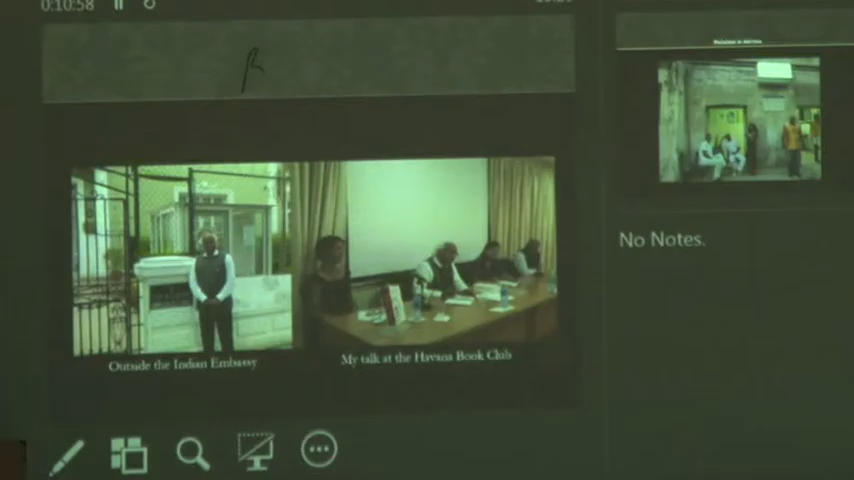 0:10:58
Outside the Indian Embassy
My talk at the Havana Book Club
No Notes.